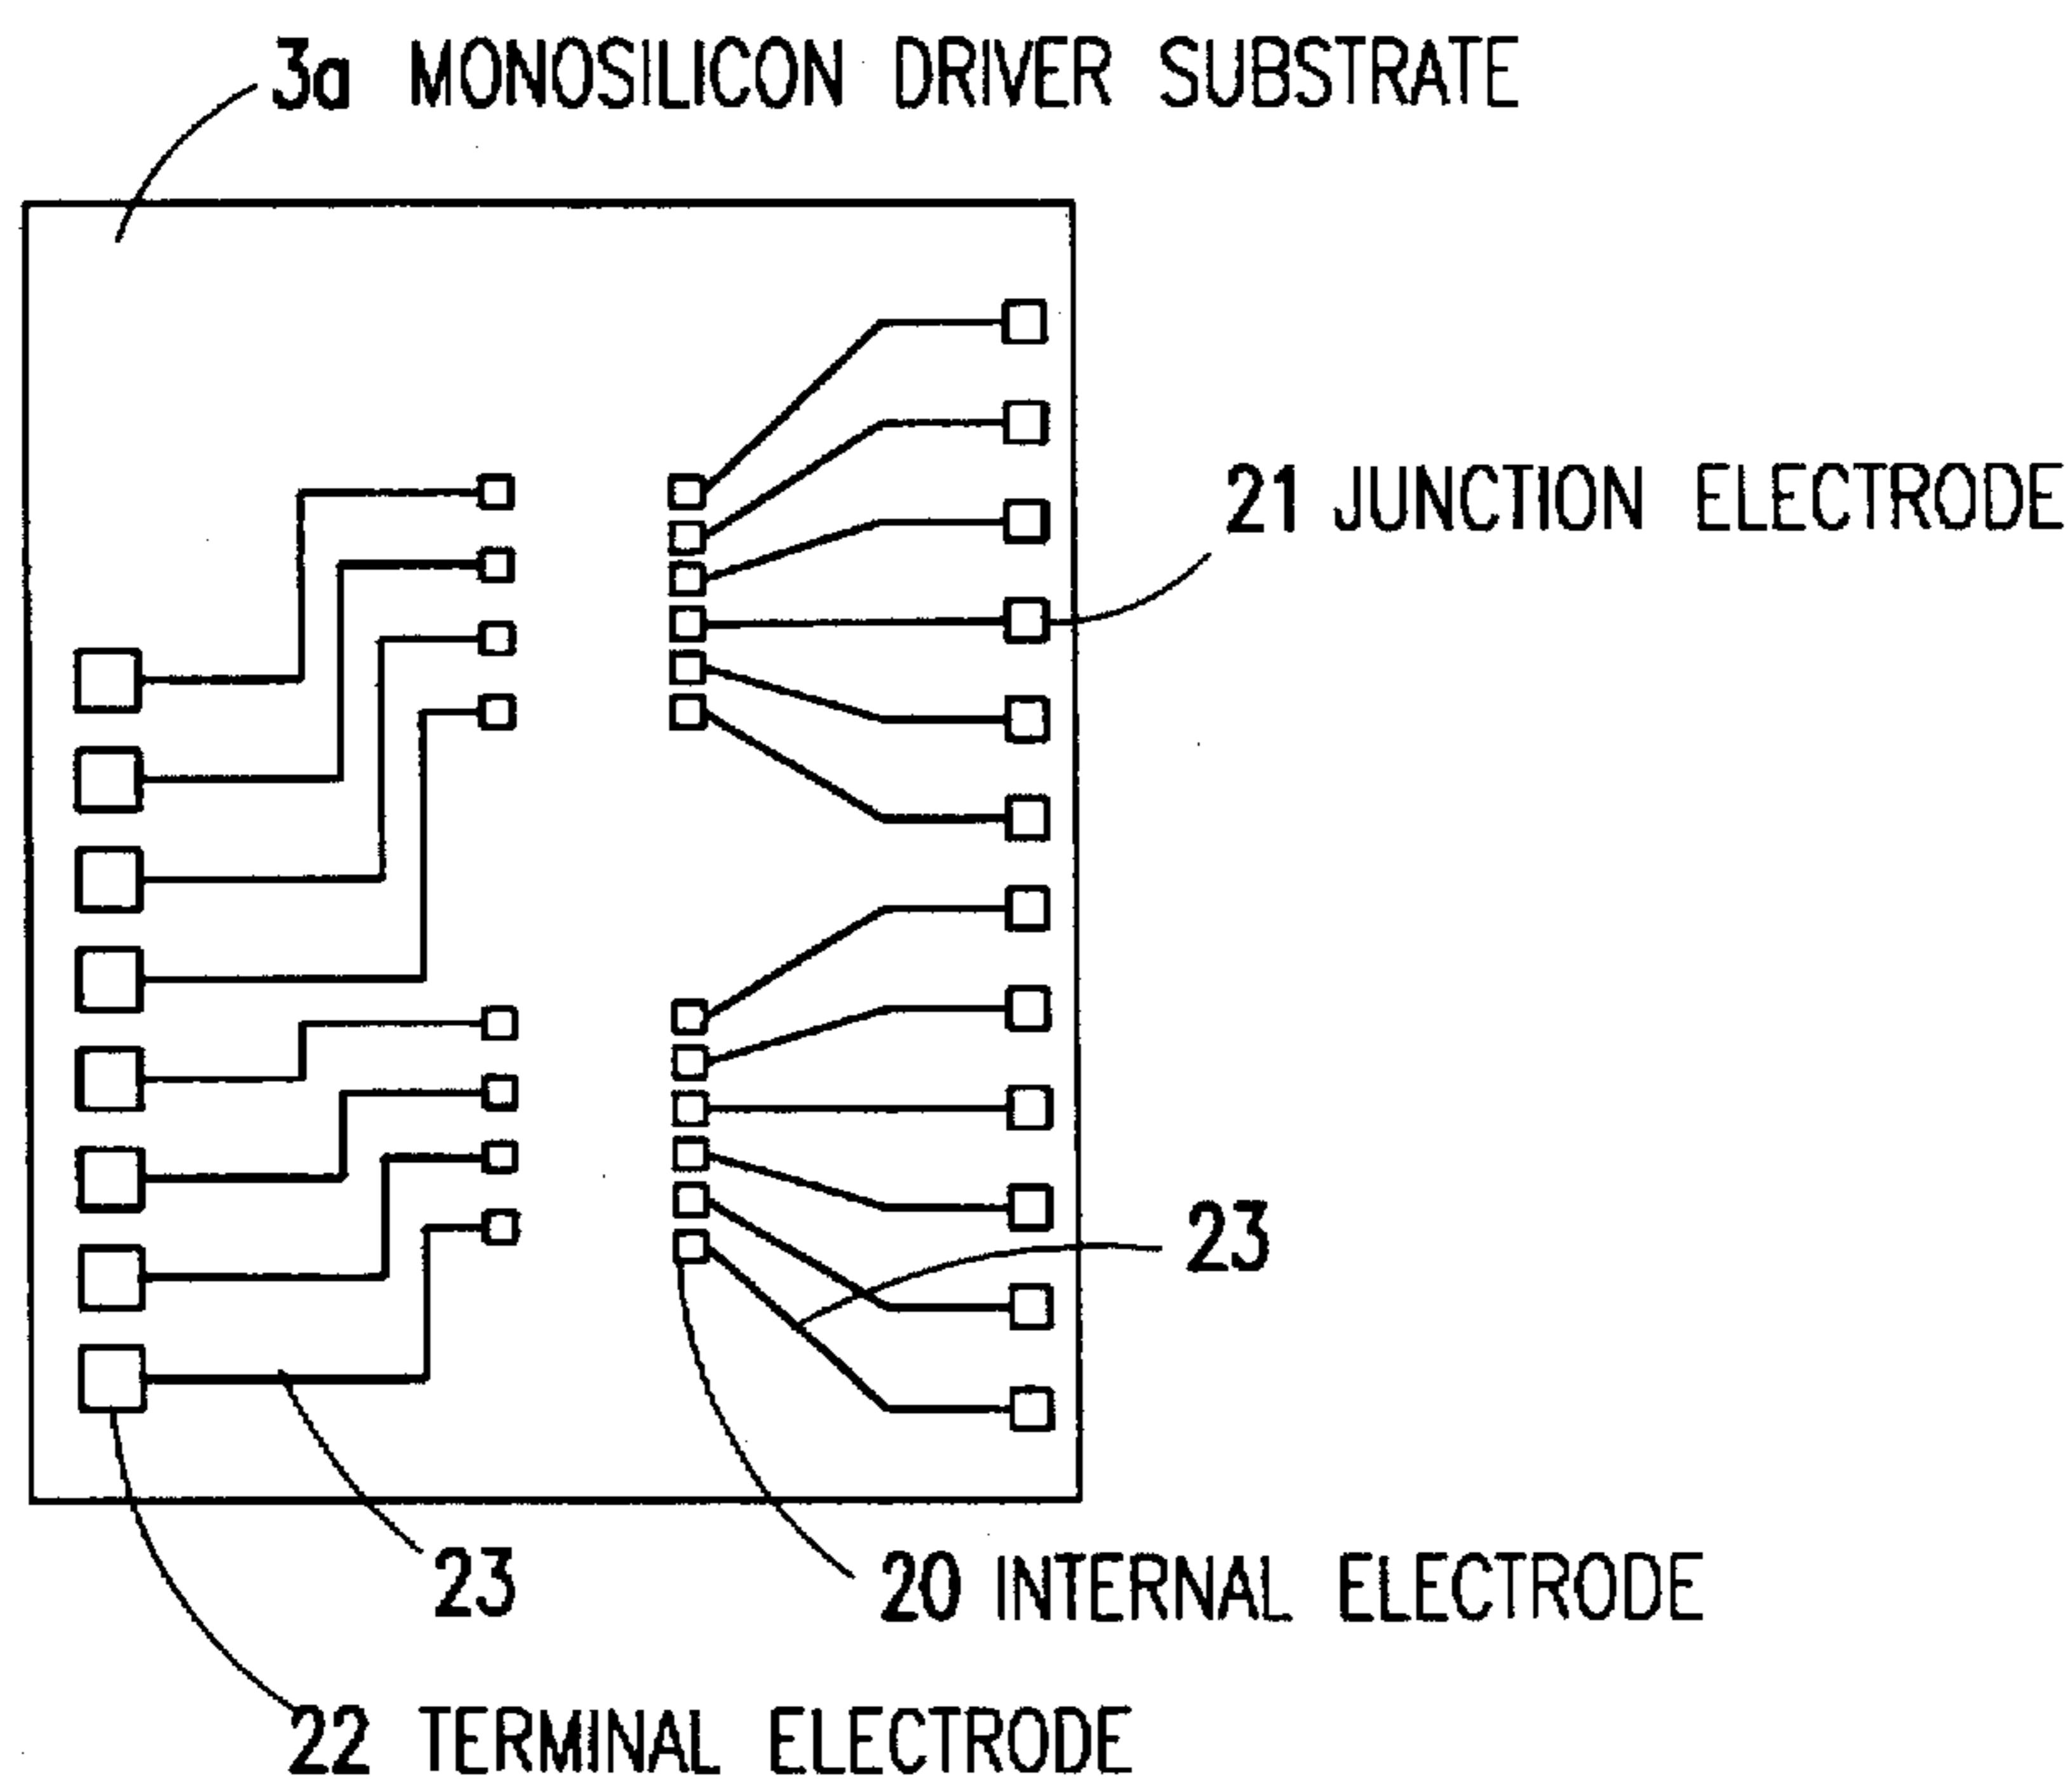 3a MONOSILICON DRIVER SUBSTRATE
21 JUNCTION ELECTRODE
23
23
20 INTERNAL ELECTRODE
22 TERMINAL ELECTRODE